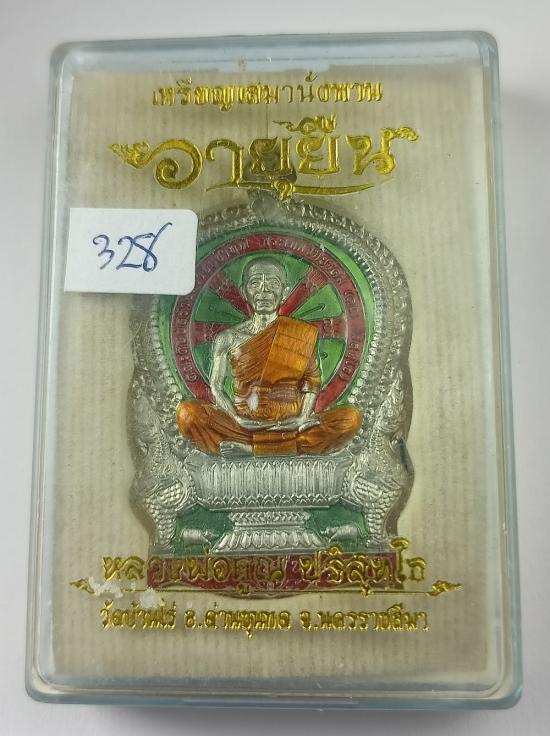 เหรียญเสมานั่งพาน
อายุยืน
328
หลวงพ่อคูณ ปริสุทฺโธ
วัดบ้านไร่ อ.ด่านขุนทด จ.นครราชสีมา